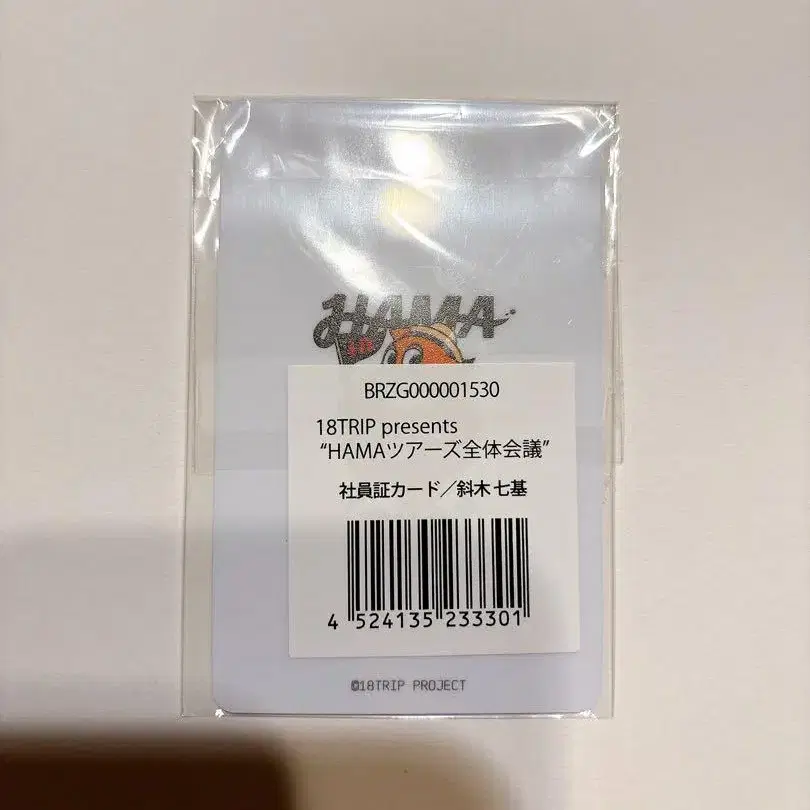 HAMA
BRZG000001530
18TRIP presents
“HAMAツアーズ全体会議”
社員証カード／斜木 七基
4 524135 233301
©18TRIP PROJECT